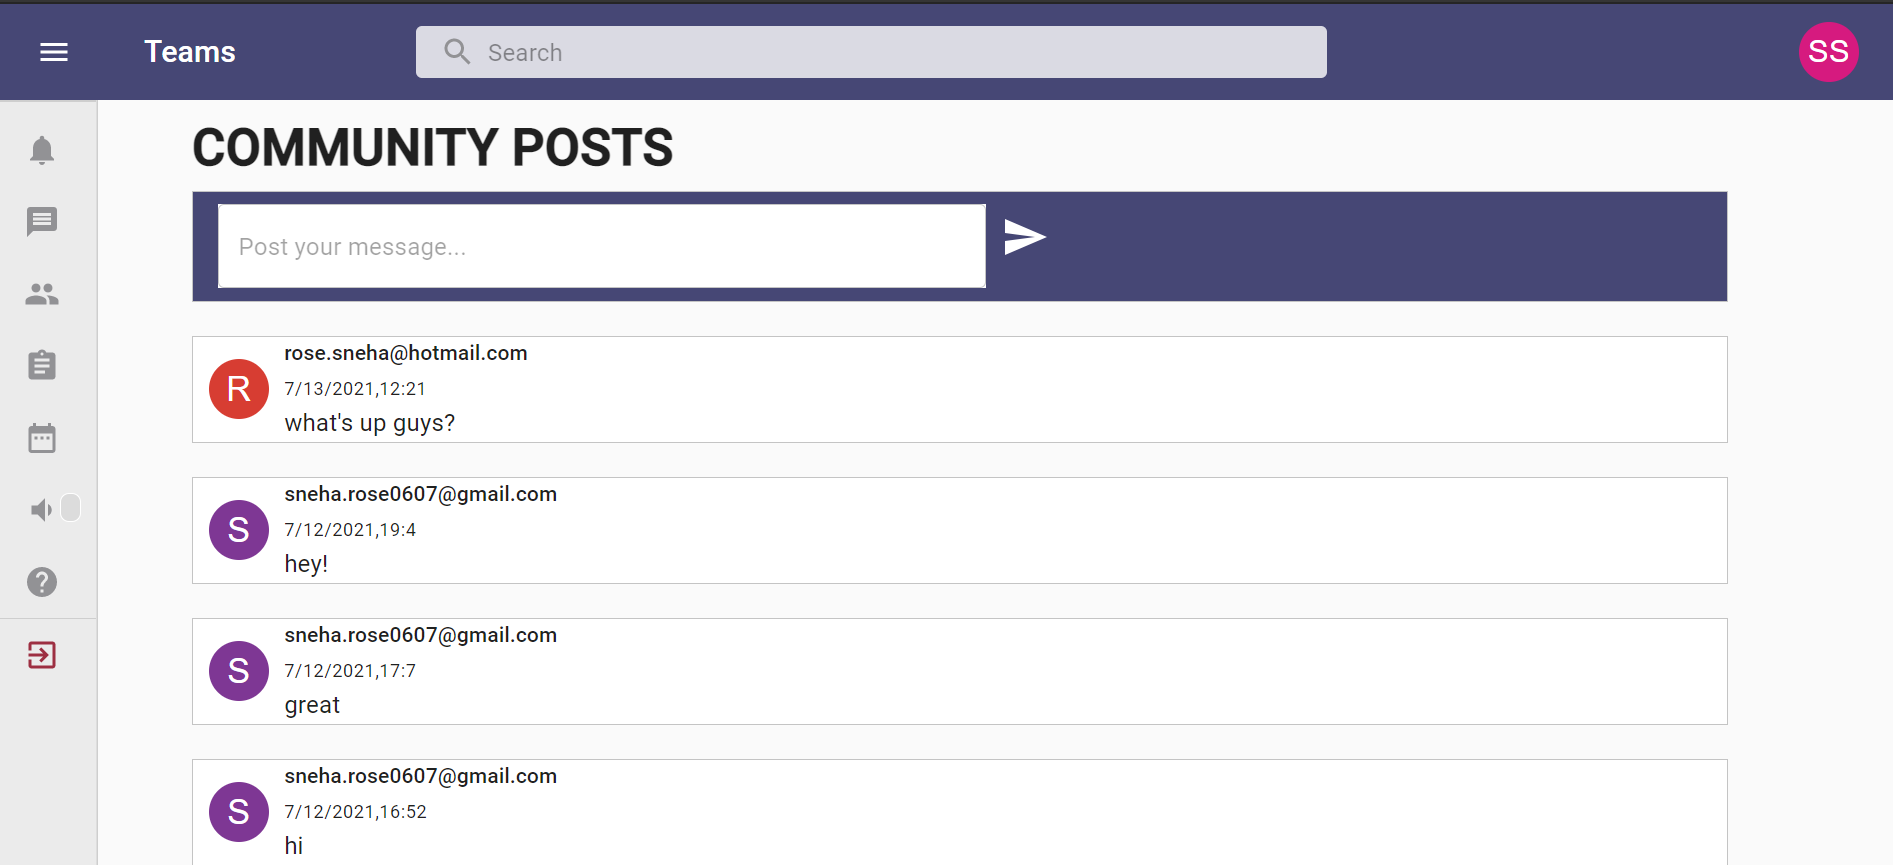 Teams
Search
SS
COMMUNITY POSTS
Post your message...
R
rose.sneha@hotmail.com
7/13/2021,12:21
what's up guys?
S
sneha.rose0607@gmail.com
7/12/2021,19:4
hey!
S
sneha.rose0607@gmail.com
7/12/2021,17:7
great
S
sneha.rose0607@gmail.com
7/12/2021,16:52
hi